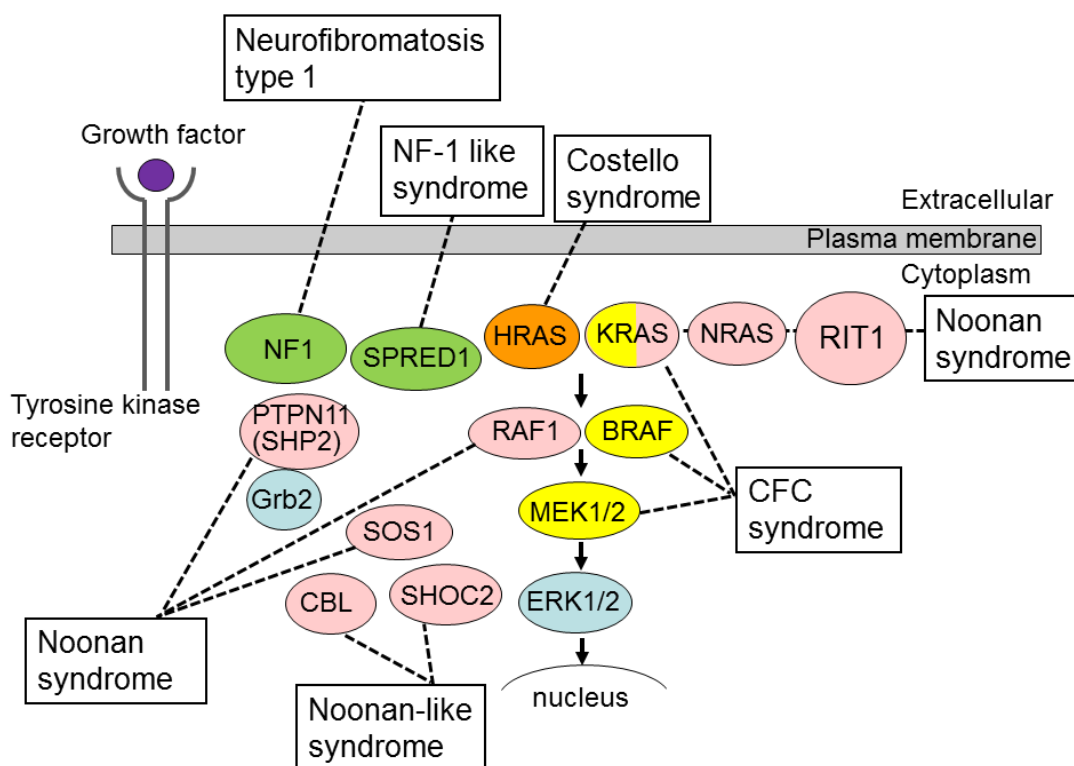 Neurofibromatosis
type 1
Growth factor
NF-1 like
syndrome
Costello
syndrome
Extracellular
Plasma membrane
Cytoplasm
NF1
SPRED1
HRAS
KRAS
NRAS
RIT1
Noonan
syndrome
Tyrosine kinase
receptor
PTPN11
(SHP2)
Grb2
RAF1
BRAF
MEK1/2
CFC
syndrome
SOS1
CBL
SHOC2
ERK1/2
Noonan
syndrome
Noonan-like
syndrome
nucleus